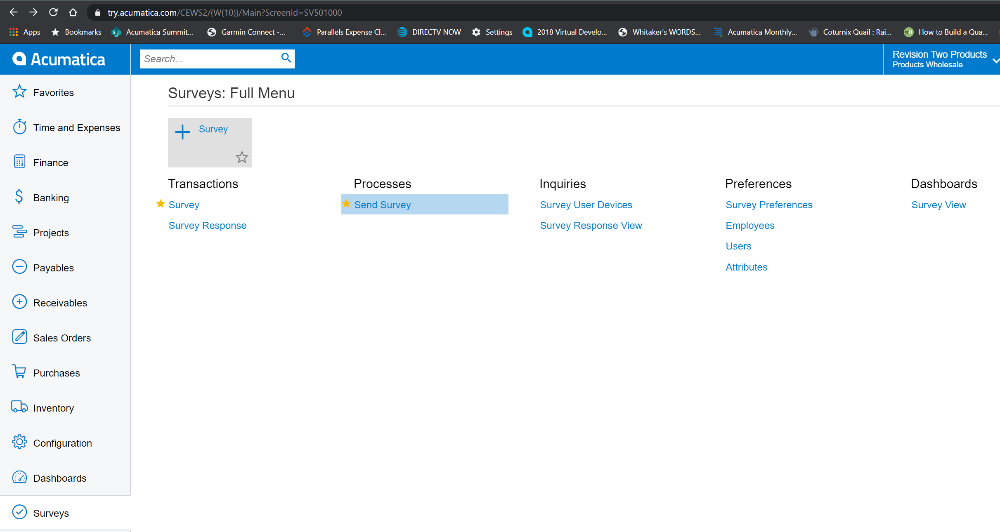 try.acumatica.com/CEWS2/(W(10))/Main?ScreenId=SV501000
Apps Bookmarks Acumatica Summit... Garmin Connect -... Parallels Expense Cl... DIRECTV NOW Settings 2018 Virtual Develo... Whitaker's WORDS... Acumatica Monthly... Coturnix Quail : Rai... How to Build a Qua...
Acumatica
Search...
Revision Two Products
Products Wholesale
Favorites
Time and Expenses
Finance
Banking
Projects
Payables
Receivables
Sales Orders
Purchases
Inventory
Configuration
Dashboards
Surveys
Surveys: Full Menu
Survey
Transactions
Survey
Survey Response
Processes
Send Survey
Inquiries
Survey User Devices
Survey Response View
Preferences
Survey Preferences
Employees
Users
Attributes
Dashboards
Survey View